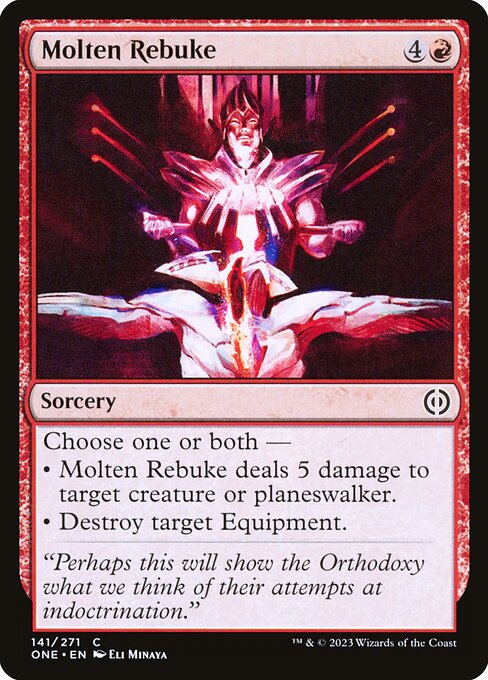 Molten Rebuke 4
Sorcery
Choose one or both —
• Molten Rebuke deals 5 damage to
target creature or planeswalker.
• Destroy target Equipment.
“Perhaps this will show the Orthodoxy
what we think of their attempts at
indoctrination.”
141/271 C
ONE • EN Eli Minaya
™ & © 2023 Wizards of the Coast